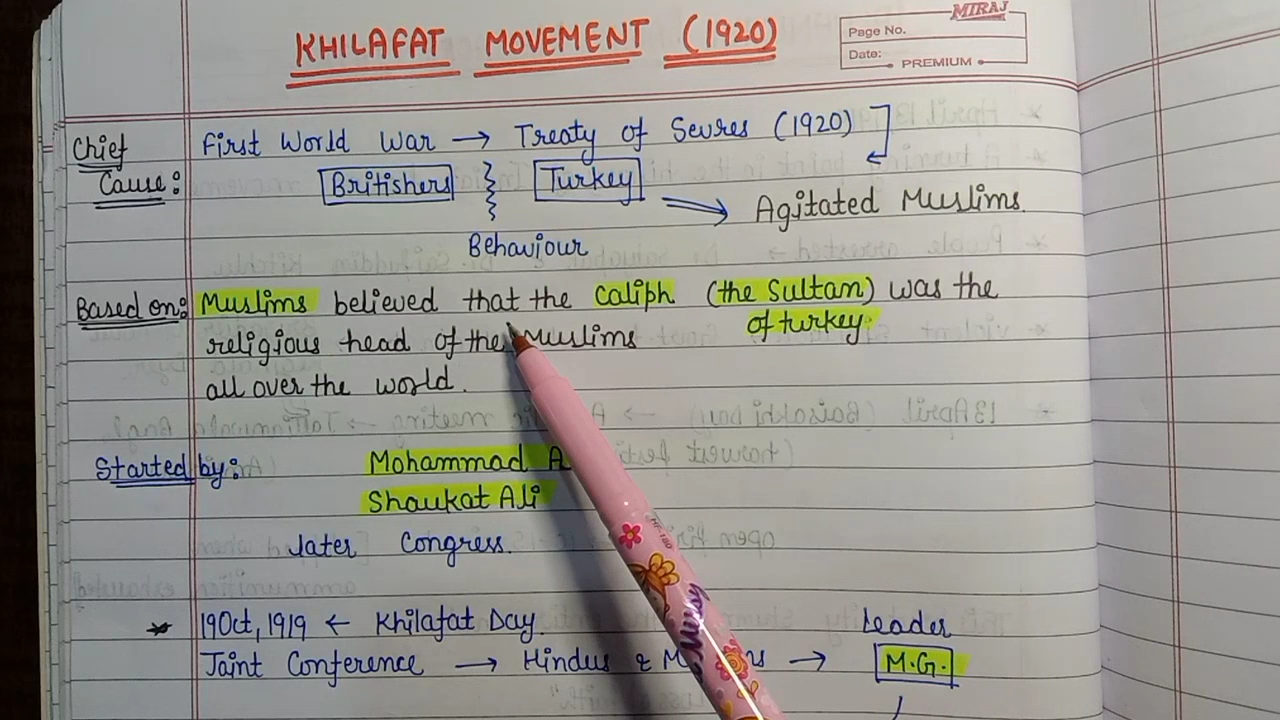 KHILAFAT MOVEMENT (1920)
MIRAJ
Page No.
Date:
PREMIUM
Chief Cause:
First World War → Treaty of Sevres (1920)
Britishers Turkey → Agitated Muslims.
Behaviour
Based on: Muslims believed that the Caliph (the Sultan) was the
of turkey.
religious head of the Muslims
all over the world.
Started by: Mohammad A
Shaukat Ali
later Congress.
19Oct, 1919 ← Khilafat Day.
Leader
Joint Conference → Hindus & M → M.G.